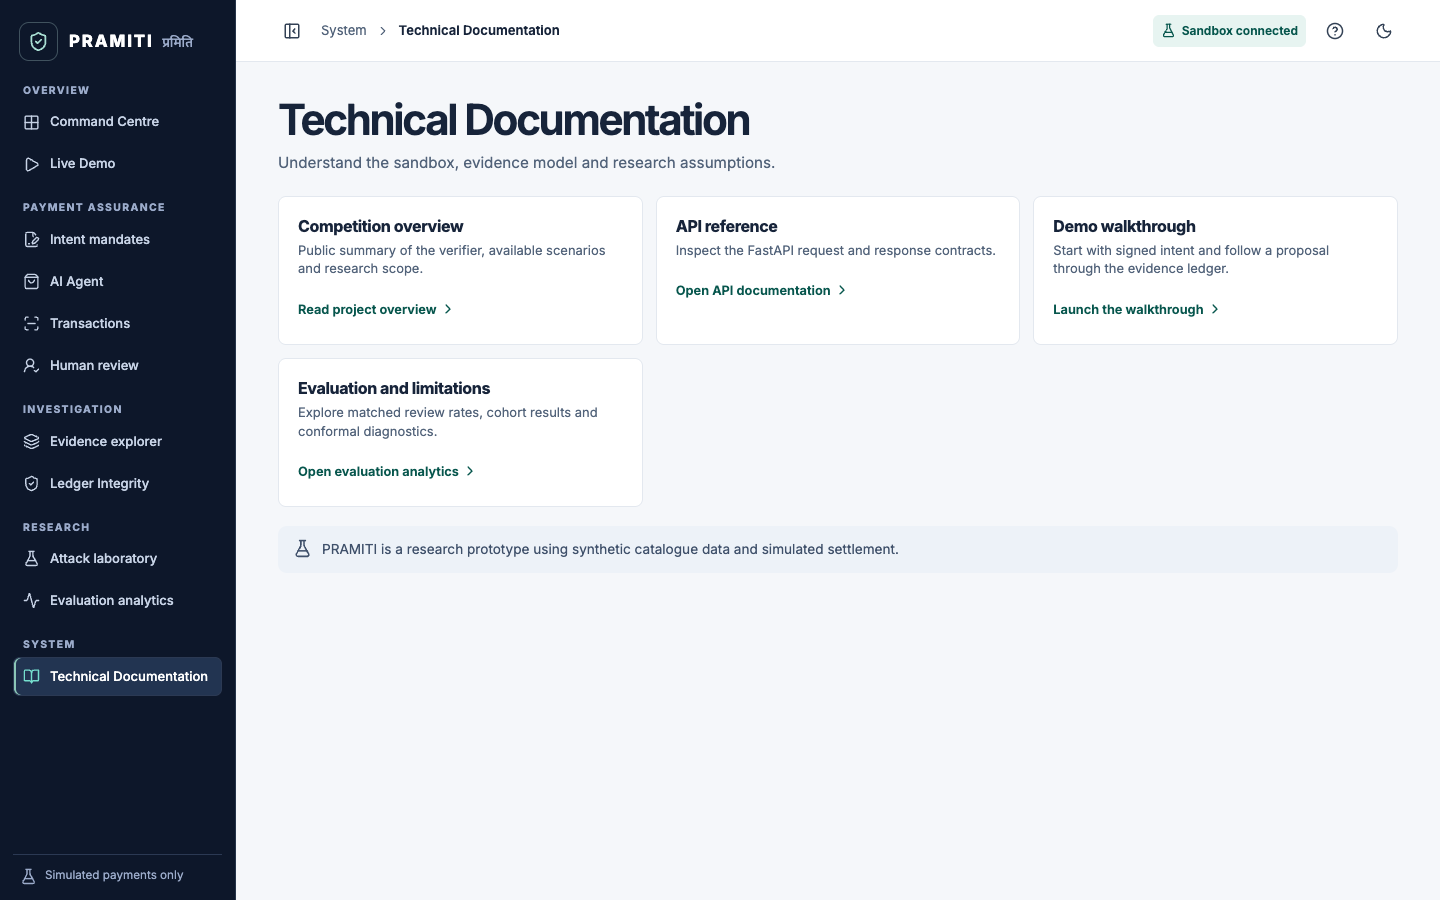 PRAMITI प्रमिति
OVERVIEW
Command Centre
Live Demo
PAYMENT ASSURANCE
Intent mandates
AI Agent
Transactions
Human review
INVESTIGATION
Evidence explorer
Ledger Integrity
RESEARCH
Attack laboratory
Evaluation analytics
SYSTEM
Technical Documentation
Simulated payments only
System > Technical Documentation
Sandbox connected
Technical Documentation
Understand the sandbox, evidence model and research assumptions.
Competition overview
Public summary of the verifier, available scenarios
and research scope.
Read project overview
API reference
Inspect the FastAPI request and response contracts.
Open API documentation
Demo walkthrough
Start with signed intent and follow a proposal
through the evidence ledger.
Launch the walkthrough
Evaluation and limitations
Explore matched review rates, cohort results and
conformal diagnostics.
Open evaluation analytics
PRAMITI is a research prototype using synthetic catalogue data and simulated settlement.